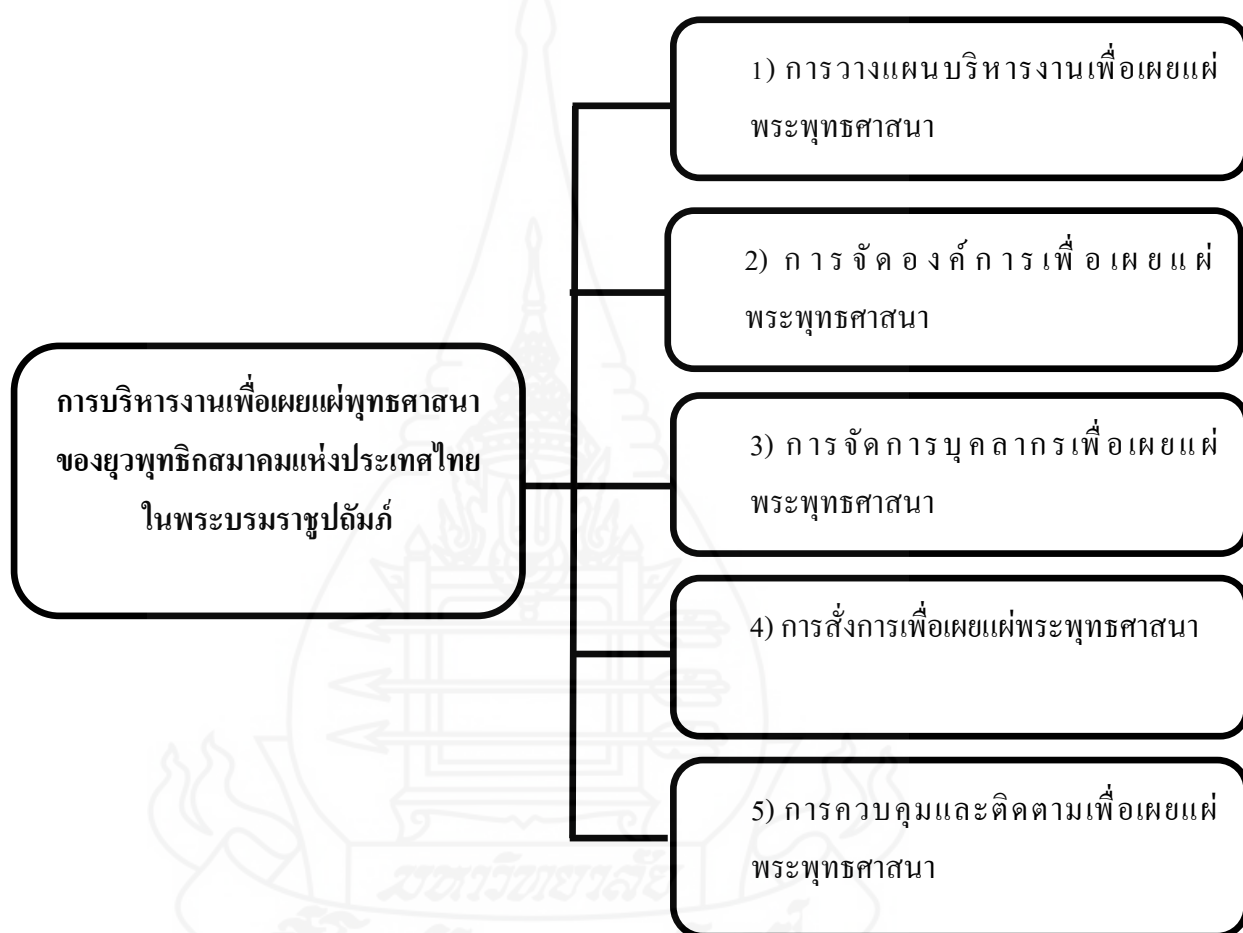 การบริหารงานเพื่อเผยแผ่พุทธศาสนา
ของยุวพุทธิกสมาคมแห่งประเทศไทย
ในพระบรมราชูปถัมภ์
1) การวางแผนบริหารงานเพื่อเผยแผ่
พระพุทธศาสนา
2) การจัดองค์การเพื่อเผยแผ่
พระพุทธศาสนา
3) การจัดการบุคลากรเพื่อเผยแผ่
พระพุทธศาสนา
4) การสั่งการเพื่อเผยแผ่พระพุทธศาสนา
5) การควบคุมและติดตามเพื่อเผยแผ่
พระพุทธศาสนา
มหาวิทยาลัย